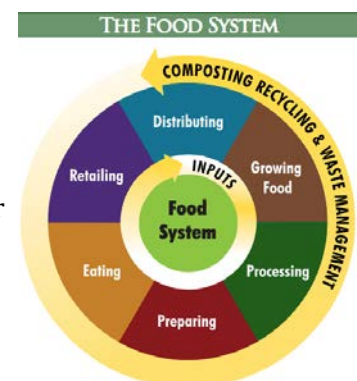 THE FOOD SYSTEM
COMPOSTING RECYCLING & WASTE MANAGEMENT
Distributing
Retailing
INPUTS
Growing
Food
r
Food
System
Eating
Processing
Preparing